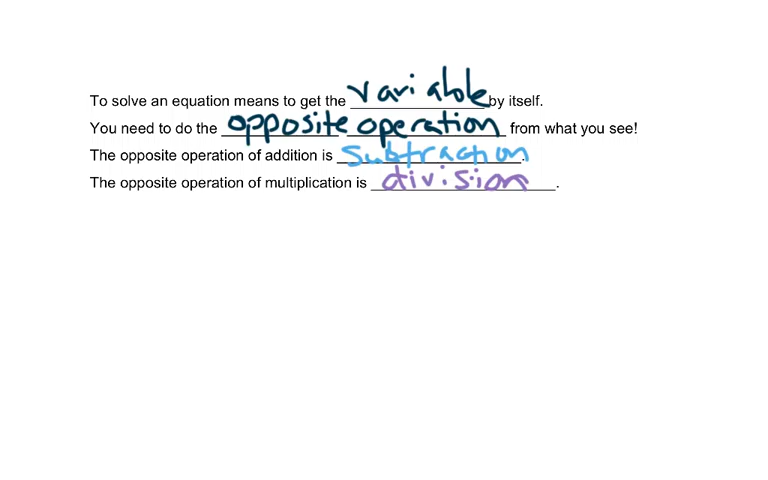 To solve an equation means to get the variable by itself.
You need to do the opposite operation from what you see!
The opposite operation of addition is subtraction.
The opposite operation of multiplication is division.